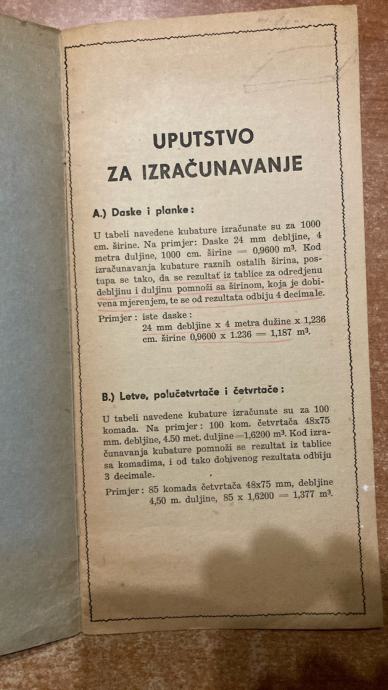 UPUTSTVO
ZA IZRAČUNAVANJE
A.) Daske i planke:
U tabeli navedene kubature izračunate su za 1000
cm. širine. Na primjer: Daske 24 mm debljine, 4
metra duljine, 1000 cm. širine = 0,9600 m³. Kod
izračunavanja kubature raznih ostalih širina, pos-
tupa se tako, da se rezultat iz tablice za određenu
debljinu i duljinu pomnoži sa širinom, koja je dobi-
vena mjerenjem, te se od rezultata odbiju 4 decimale.
Primjer: iste daske:
24 mm debljine x 4 metra dužine x 1,236
cm. širine 0,9600 x 1.236 = 1,187 m³.
B.) Letve, polučetvrtače i četvrtače:
U tabeli navedene kubature izračunate su za 100
komada. Na primjer: 100 kom. četvrtača 48x75
mm. debljine, 4.50 met. duljine=1,6200 m³. Kod izra-
čunavanja kubature pomnoži se rezultat iz tablice
sa komadima, i od tako dobivenog rezultata odbiju
3 decimale.
Primjer: 85 komada četvrtača 48x75 mm, debljine
4,50 m. duljine, 85 x 1,6200 = 1,377 m³.